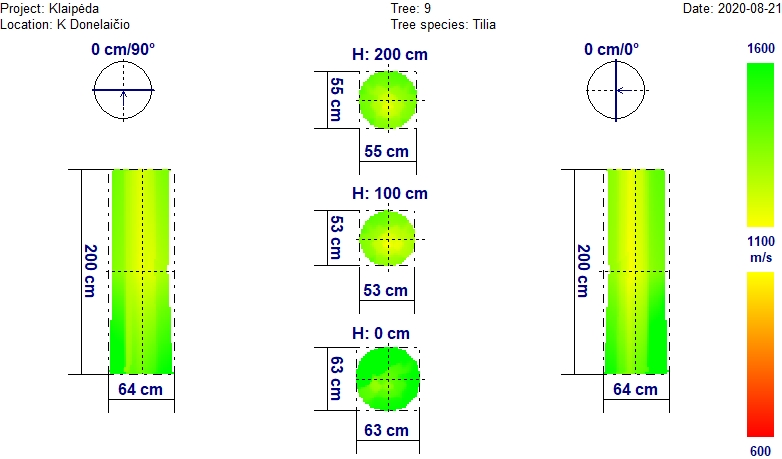 Project: Klaipėda
Tree: 9
Date: 2020-08-21
Location: K Donelaičio
Tree species: Tilia
0 cm/90°
H: 200 cm
0 cm/0°
1600
55 cm
55 cm
H: 100 cm
53 cm
53 cm
200 cm
200 cm
1100
m/s
H: 0 cm
63 cm
64 cm
64 cm
63 cm
600